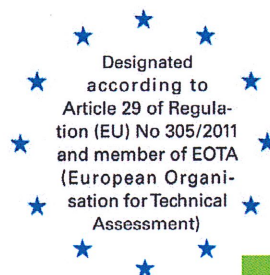 Designated
according to
Article 29 of Regula-
tion (EU) No 305/2011
and member of EOTA
(European Organi-
sation for Technical
Assessment)